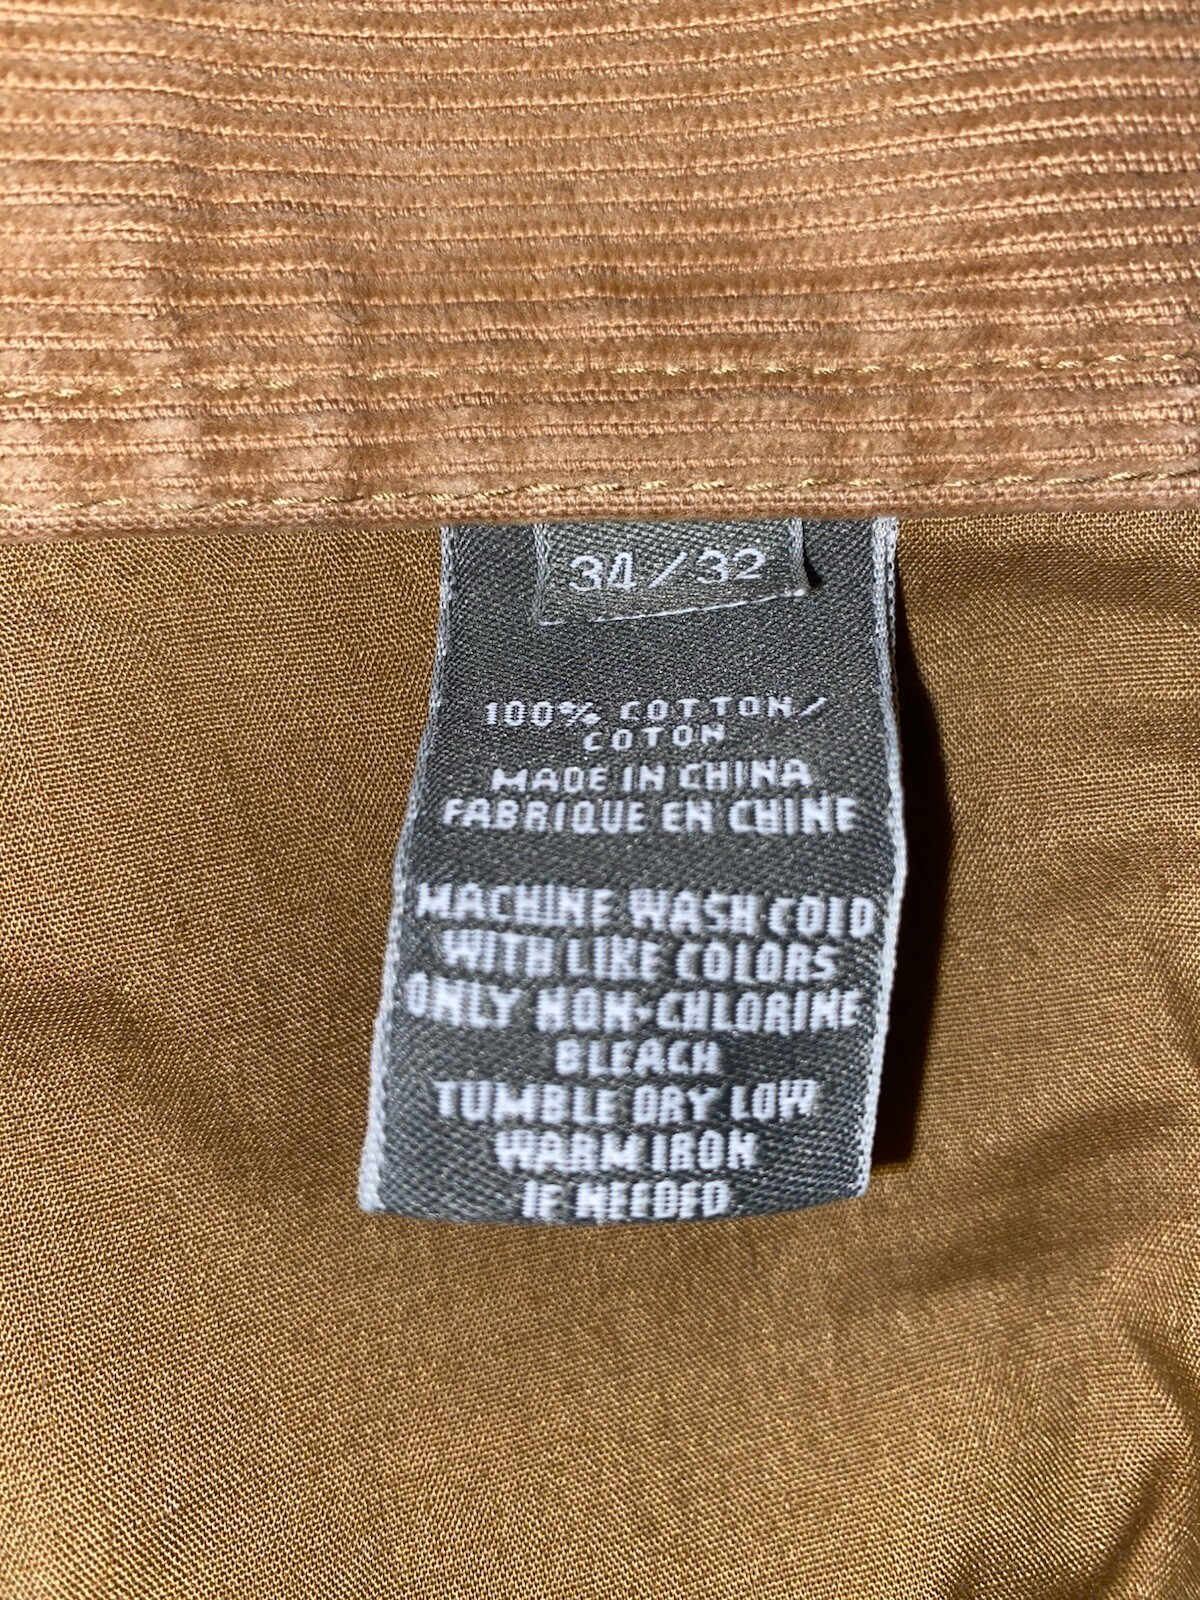 34/32
100% COTTON/
COTON
MADE IN CHINA
FABRIQUE EN CHINE
MACHINE WASH COLD
WITH LIKE COLORS
ONLY NON-CHLORINE
BLEACH
TUMBLE DRY LOW
WARM IRON
IF NEEDED